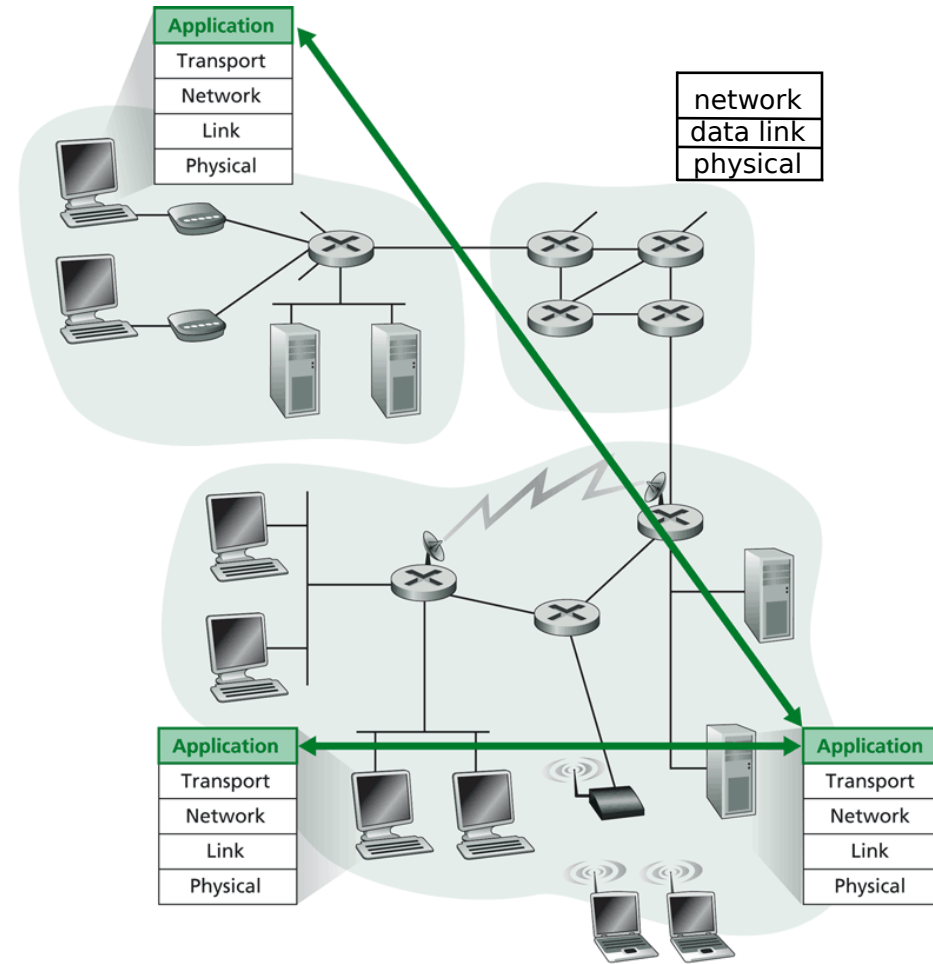 Application
Transport
Network
Link
Physical
network
data link
physical
Application
Transport
Network
Link
Physical
Application
Transport
Network
Link
Physical